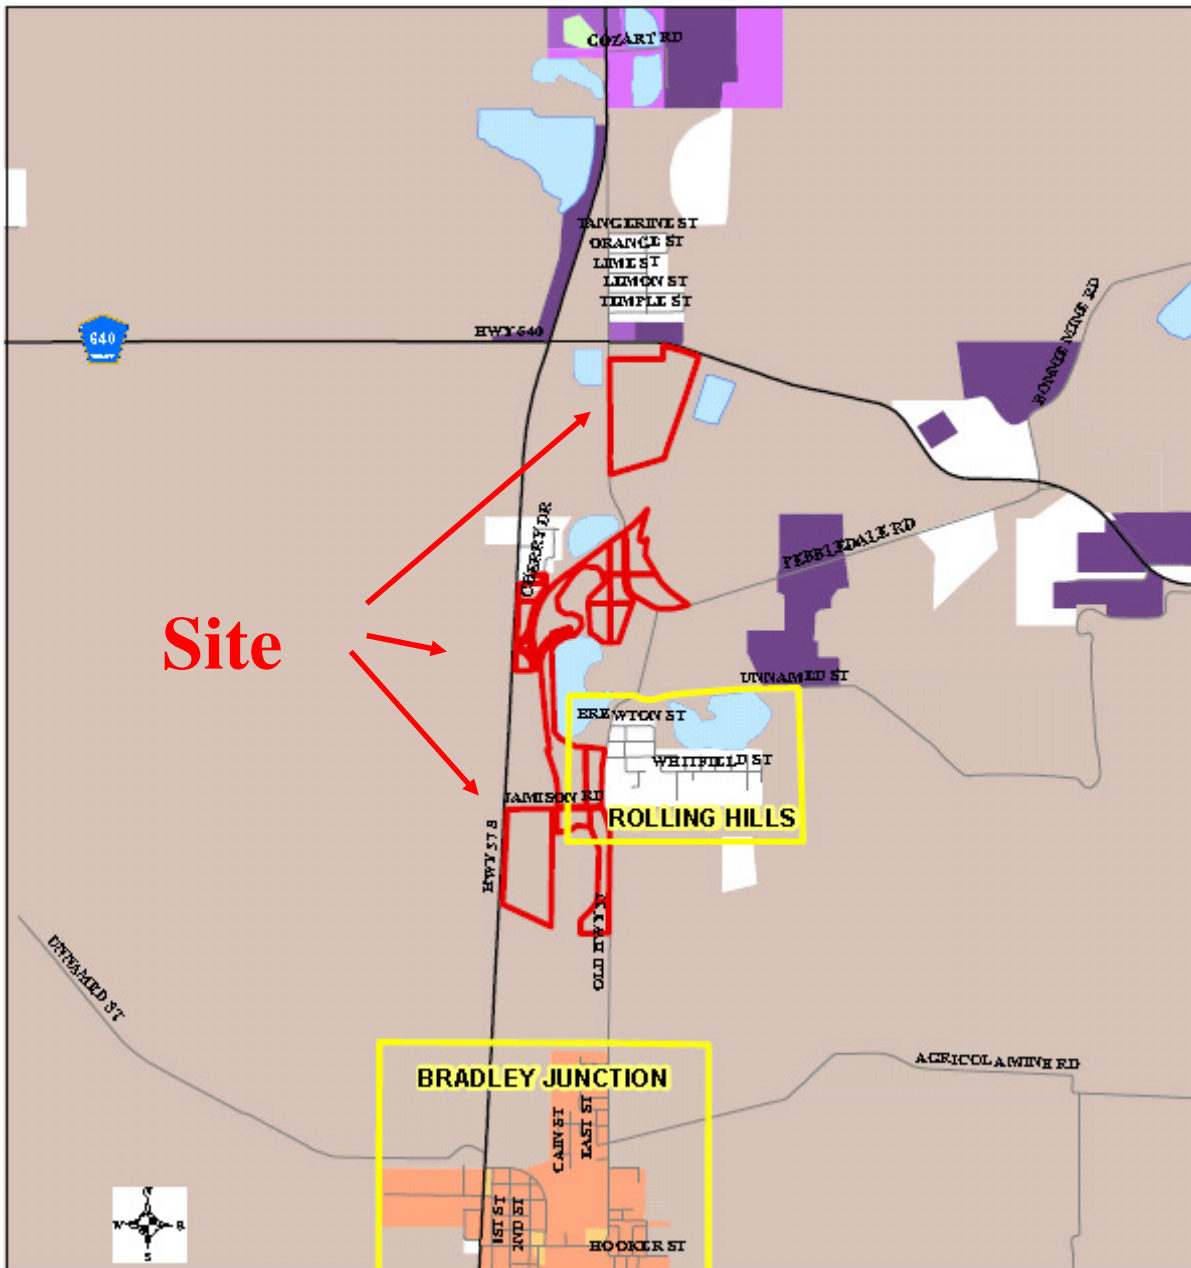 COZART RD
TANGERINE ST
ORANGE ST
LIME ST
LEMON ST
TEMPLE ST
HWY 640
640
BONNIE MINE RD
CHERRY DR
PEBBLEDALE RD
Site
UNNAMED ST
BREWTON ST
WHITFIELD ST
JAMISON RD
ROLLING HILLS
HWY 37 B
OLD HWY 37
UNNAMED ST
AGRICOLA MINE RD
BRADLEY JUNCTION
CAIN ST
EAST ST
1ST ST
2ND ST
HOOKER ST
N
W
E
S